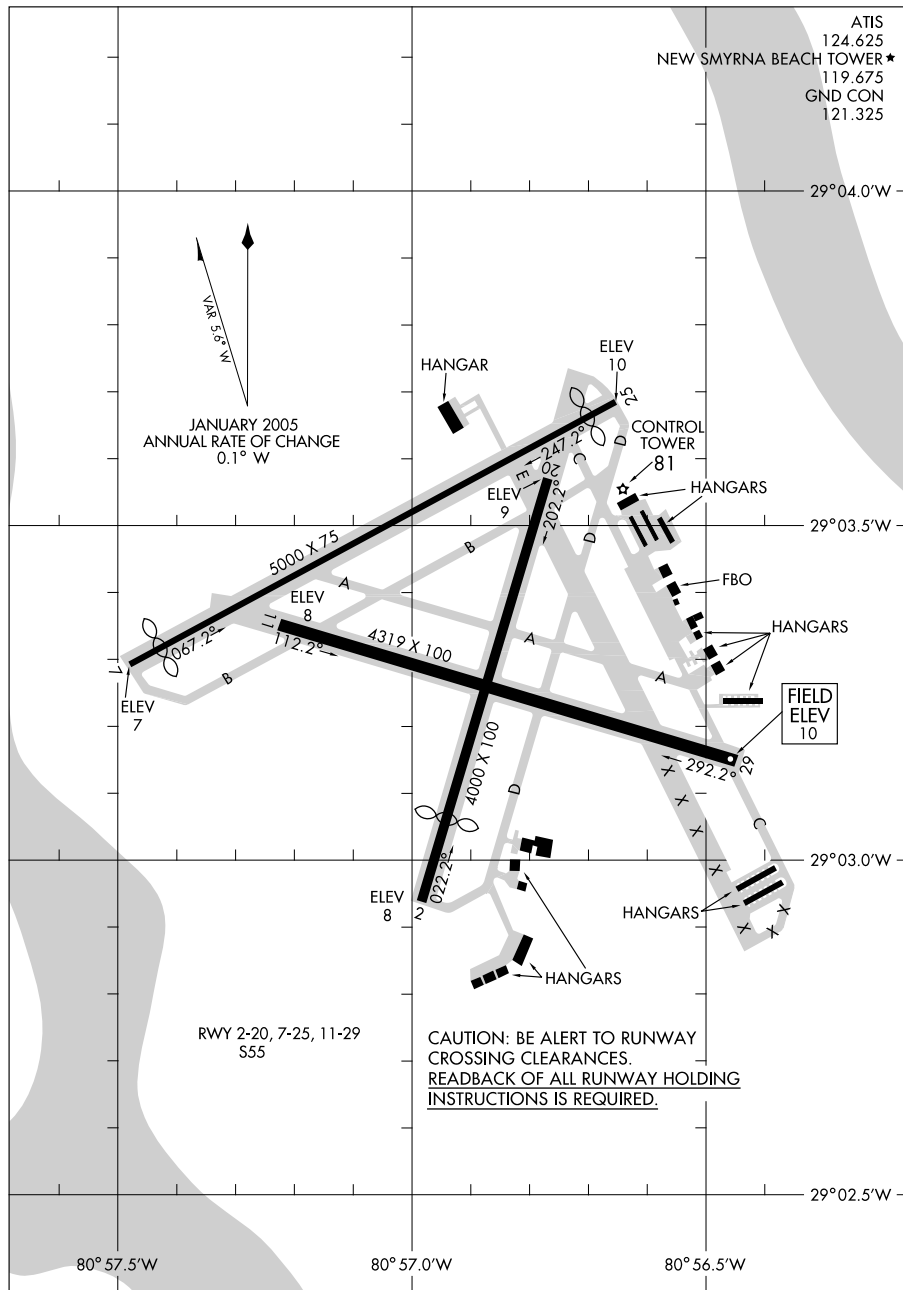 ATIS
124.625
NEW SMYRNA BEACH TOWER★
119.675
GND CON
121.325
29°04.0'W
VAR 5.6° W
JANUARY 2005
ANNUAL RATE OF CHANGE
0.1° W
HANGAR
ELEV
10
25
CONTROL
TOWER
81
D
C
247.2°
E
20
ELEV
9
202.2°
HANGARS
29°03.5'W
5000 X 75
B
D
A
FBO
ELEV
8
11
112.2°
4319 X 100
A
HANGARS
067.2°
7
ELEV
7
B
A
FIELD
ELEV
10
292.2°
29
4000 X 100
D
X
X
X
C
022.2°
ELEV
8
2
X
29°03.0'W
HANGARS
X
X
X
HANGARS
RWY 2-20, 7-25, 11-29
S55
CAUTION: BE ALERT TO RUNWAY
CROSSING CLEARANCES.
READBACK OF ALL RUNWAY HOLDING
INSTRUCTIONS IS REQUIRED.
29°02.5'W
80°57.5'W
80°57.0'W
80°56.5'W